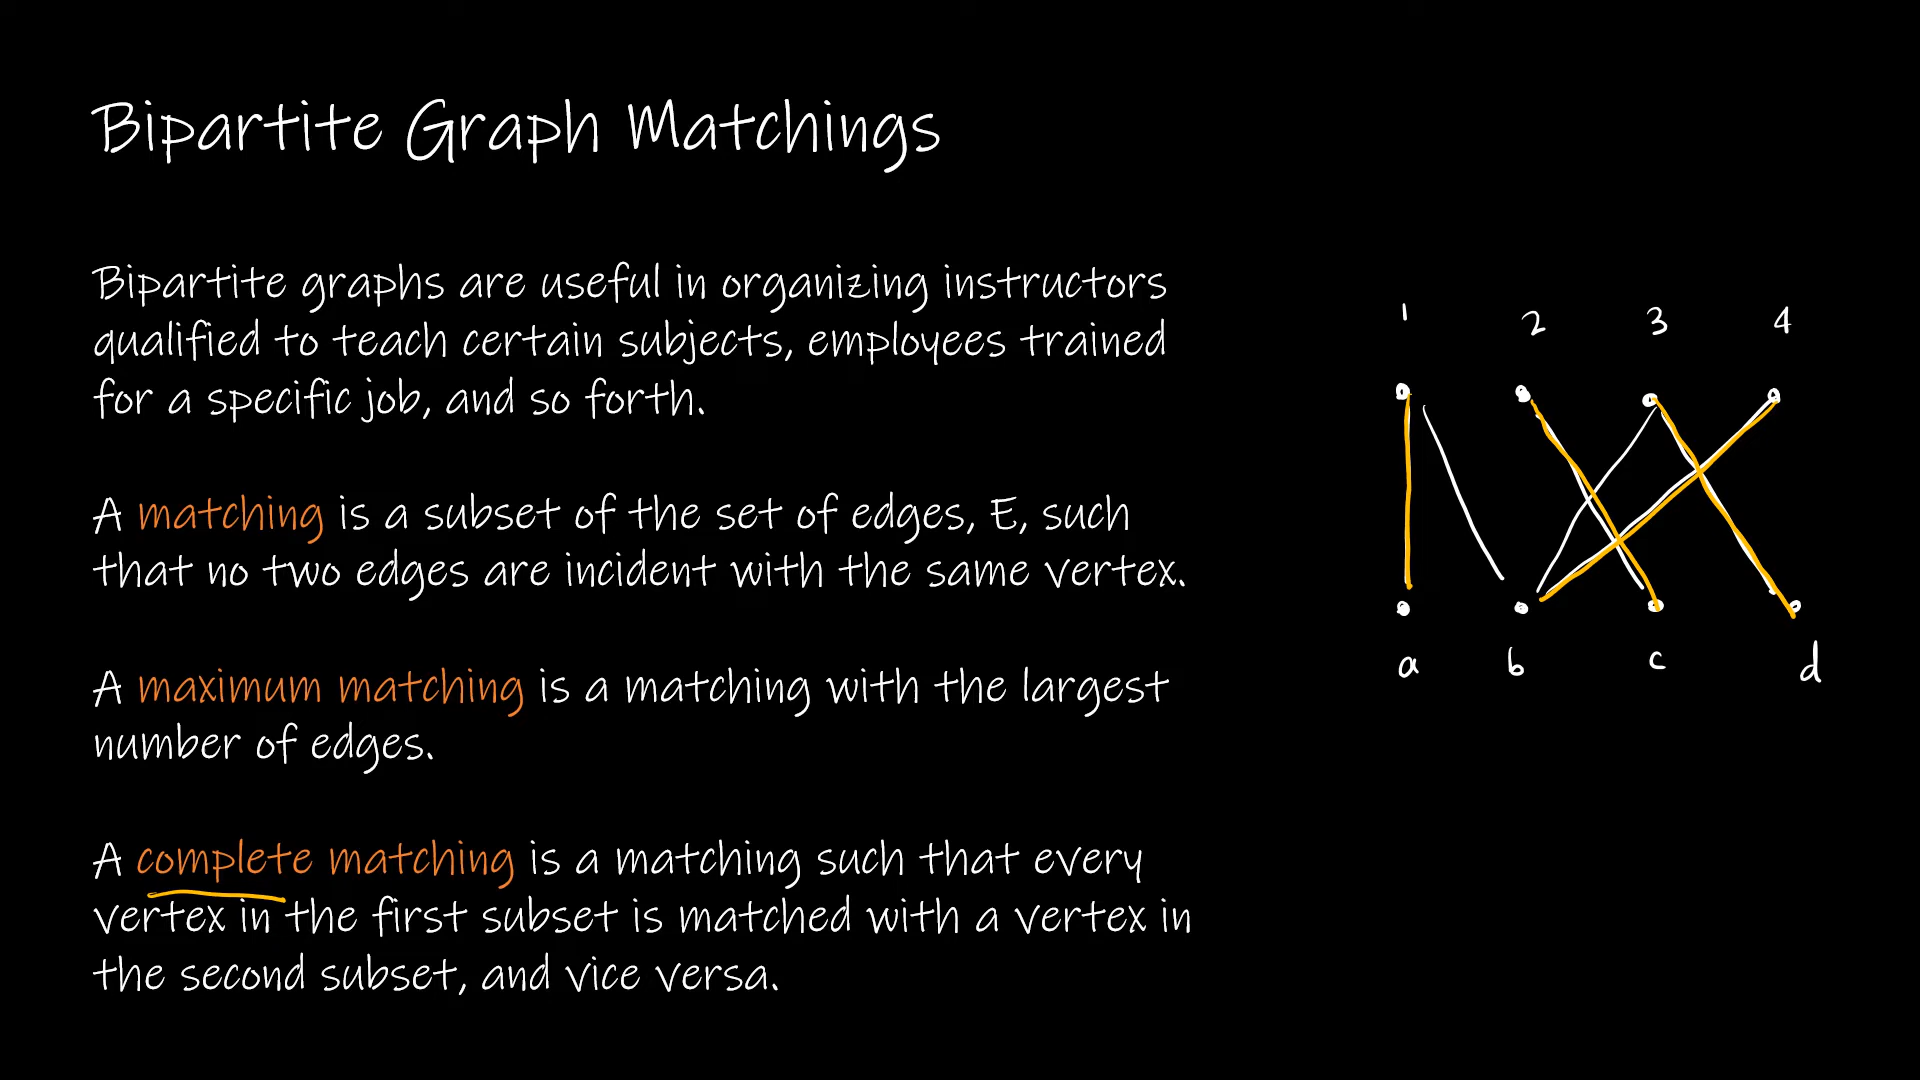 Bipartite Graph Matchings
Bipartite graphs are useful in organizing instructors
qualified to teach certain subjects, employees trained
for a specific job, and so forth.
A matching is a subset of the set of edges, E, such
that no two edges are incident with the same vertex.
A maximum matching is a matching with the largest
number of edges.
A complete matching is a matching such that every
vertex in the first subset is matched with a vertex in
the second subset, and vice versa.
1 2 3 4
a b c d